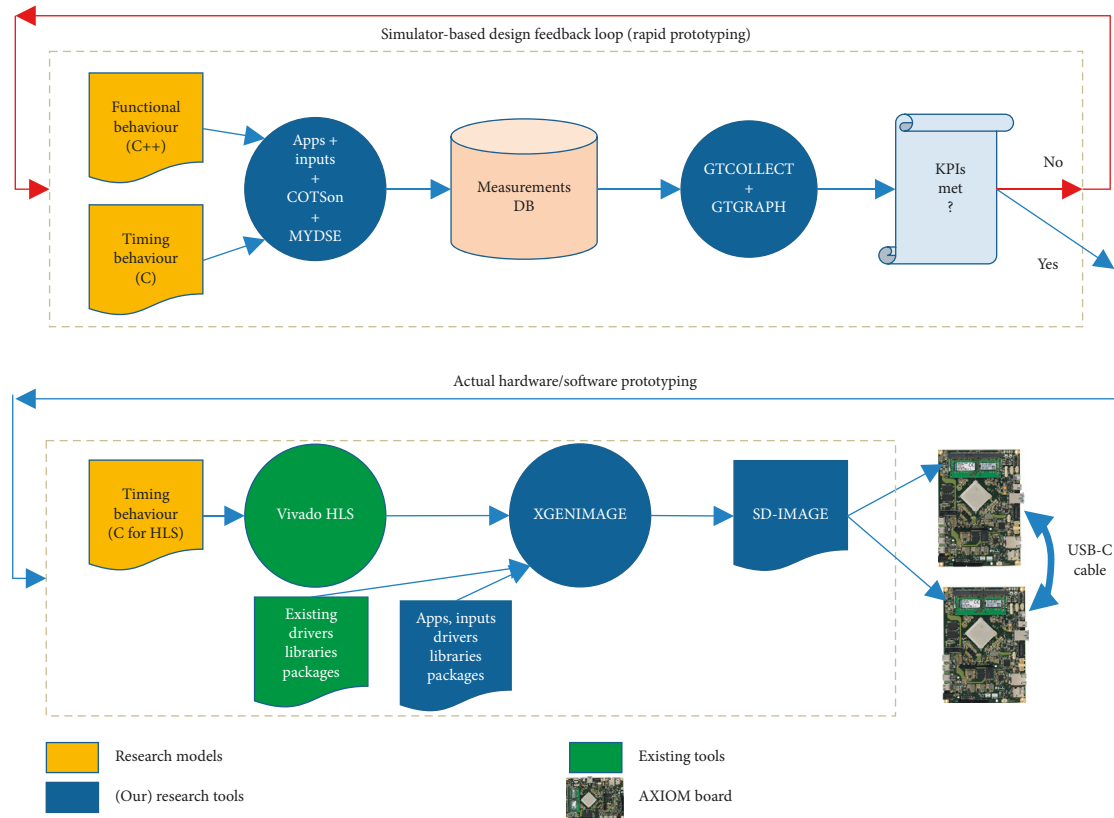 Simulator-based design feedback loop (rapid prototyping)
Functional
behaviour
(C++)
Timing
behaviour
(C)
Apps +
inputs
+
COTSon
+
MYDSE
Measurements
DB
GTCOLLECT
+
GTGRAPH
KPIs
met
?
No
Yes
Actual hardware/software prototyping
Timing
behaviour
(C for HLS)
Vivado HLS
XGENIMAGE
SD-IMAGE
USB-C
cable
Existing
drivers
libraries
packages
Apps, inputs
drivers
libraries
packages
Research models
Existing tools
(Our) research tools
AXIOM board